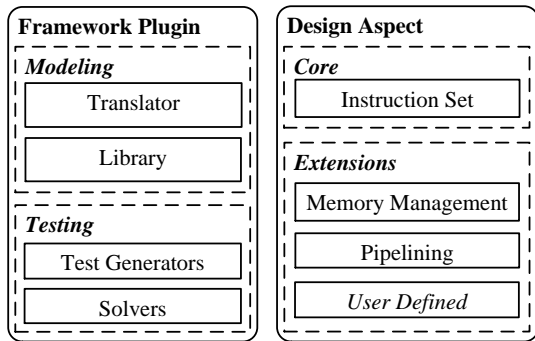 Framework Plugin
Modeling
Translator
Library
Testing
Test Generators
Solvers
Design Aspect
Core
Instruction Set
Extensions
Memory Management
Pipelining
User Defined